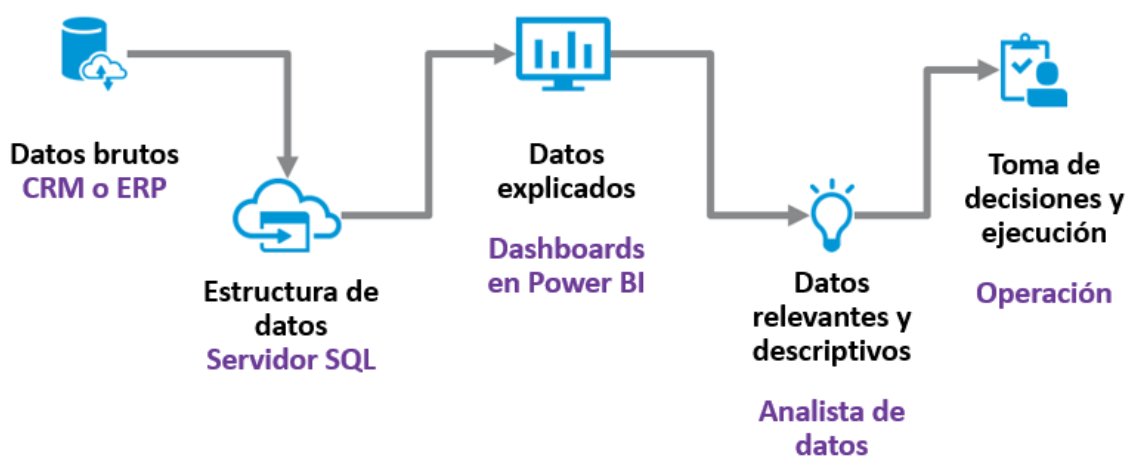 Datos brutos
CRM o ERP
Estructura de
datos
Servidor SQL
Datos
explicados
Dashboards
en Power BI
Datos
relevantes y
descriptivos
Analista de
datos
Toma de
decisiones y
ejecución
Operación